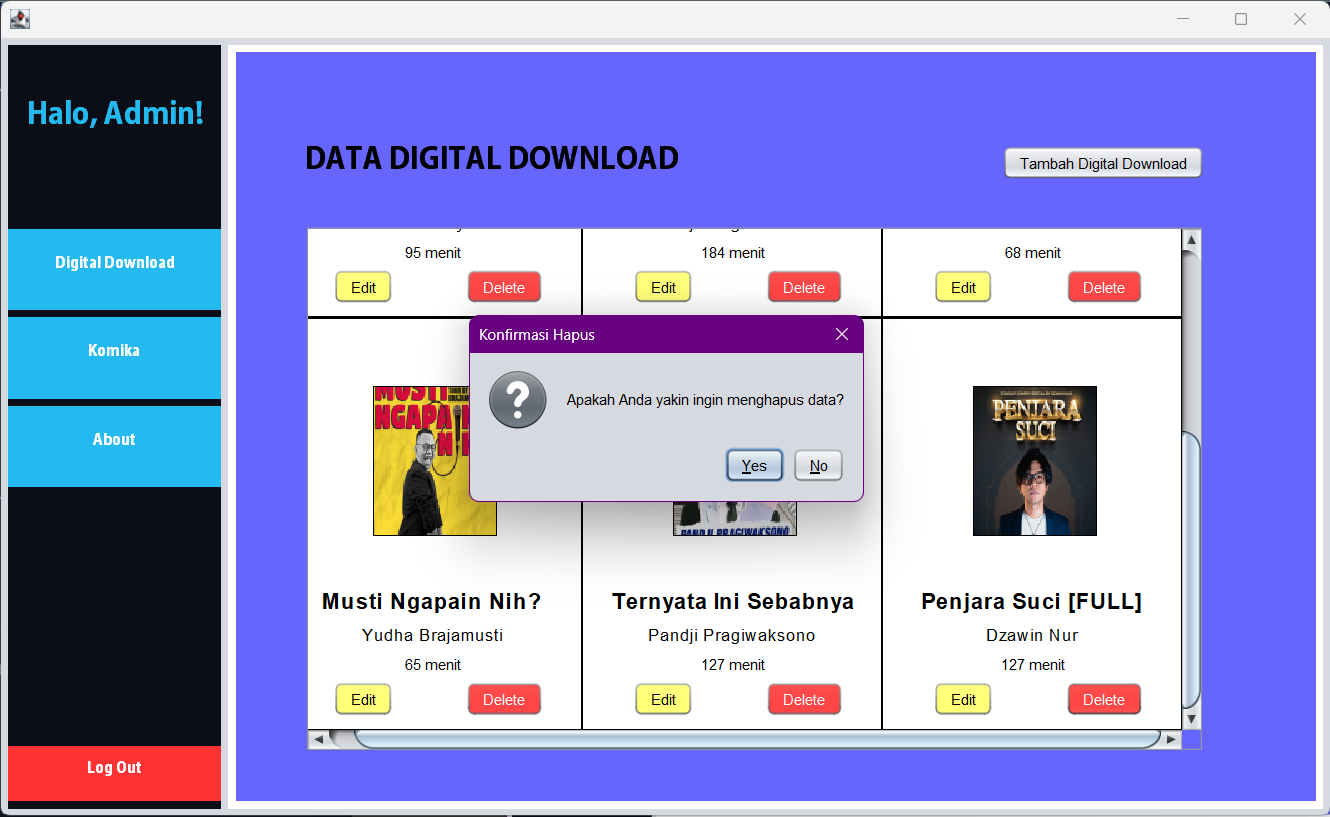 Halo, Admin!
Digital Download
Komika
About
Log Out
DATA DIGITAL DOWNLOAD
Tambah Digital Download
95 menit
184 menit
68 menit
Edit
Delete
Edit
Delete
Edit
Delete
Konfirmasi Hapus
Apakah Anda yakin ingin menghapus data?
Yes
No
MUSTI
NGAPAIN
PANDJI PRAGIWAKSONO
PENJARA
SUCI
Musti Ngapain Nih?
Ternyata Ini Sebabnya
Penjara Suci [FULL]
Yudha Brajamusti
Pandji Pragiwaksono
Dzawin Nur
65 menit
127 menit
127 menit
Edit
Delete
Edit
Delete
Edit
Delete